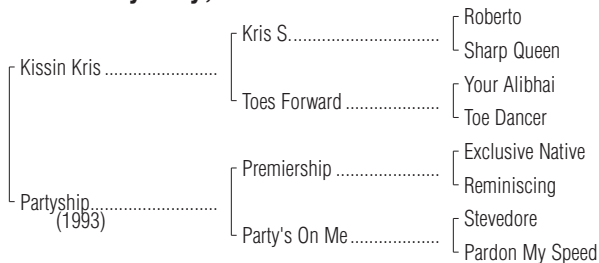 Roberto
Kris S.
Sharp Queen
Kissin Kris
Your Alibhai
Toes Forward
Toe Dancer
Exclusive Native
Premiership
Reminiscing
Partyship
(1993)
Stevedore
Party's On Me
Pardon My Speed